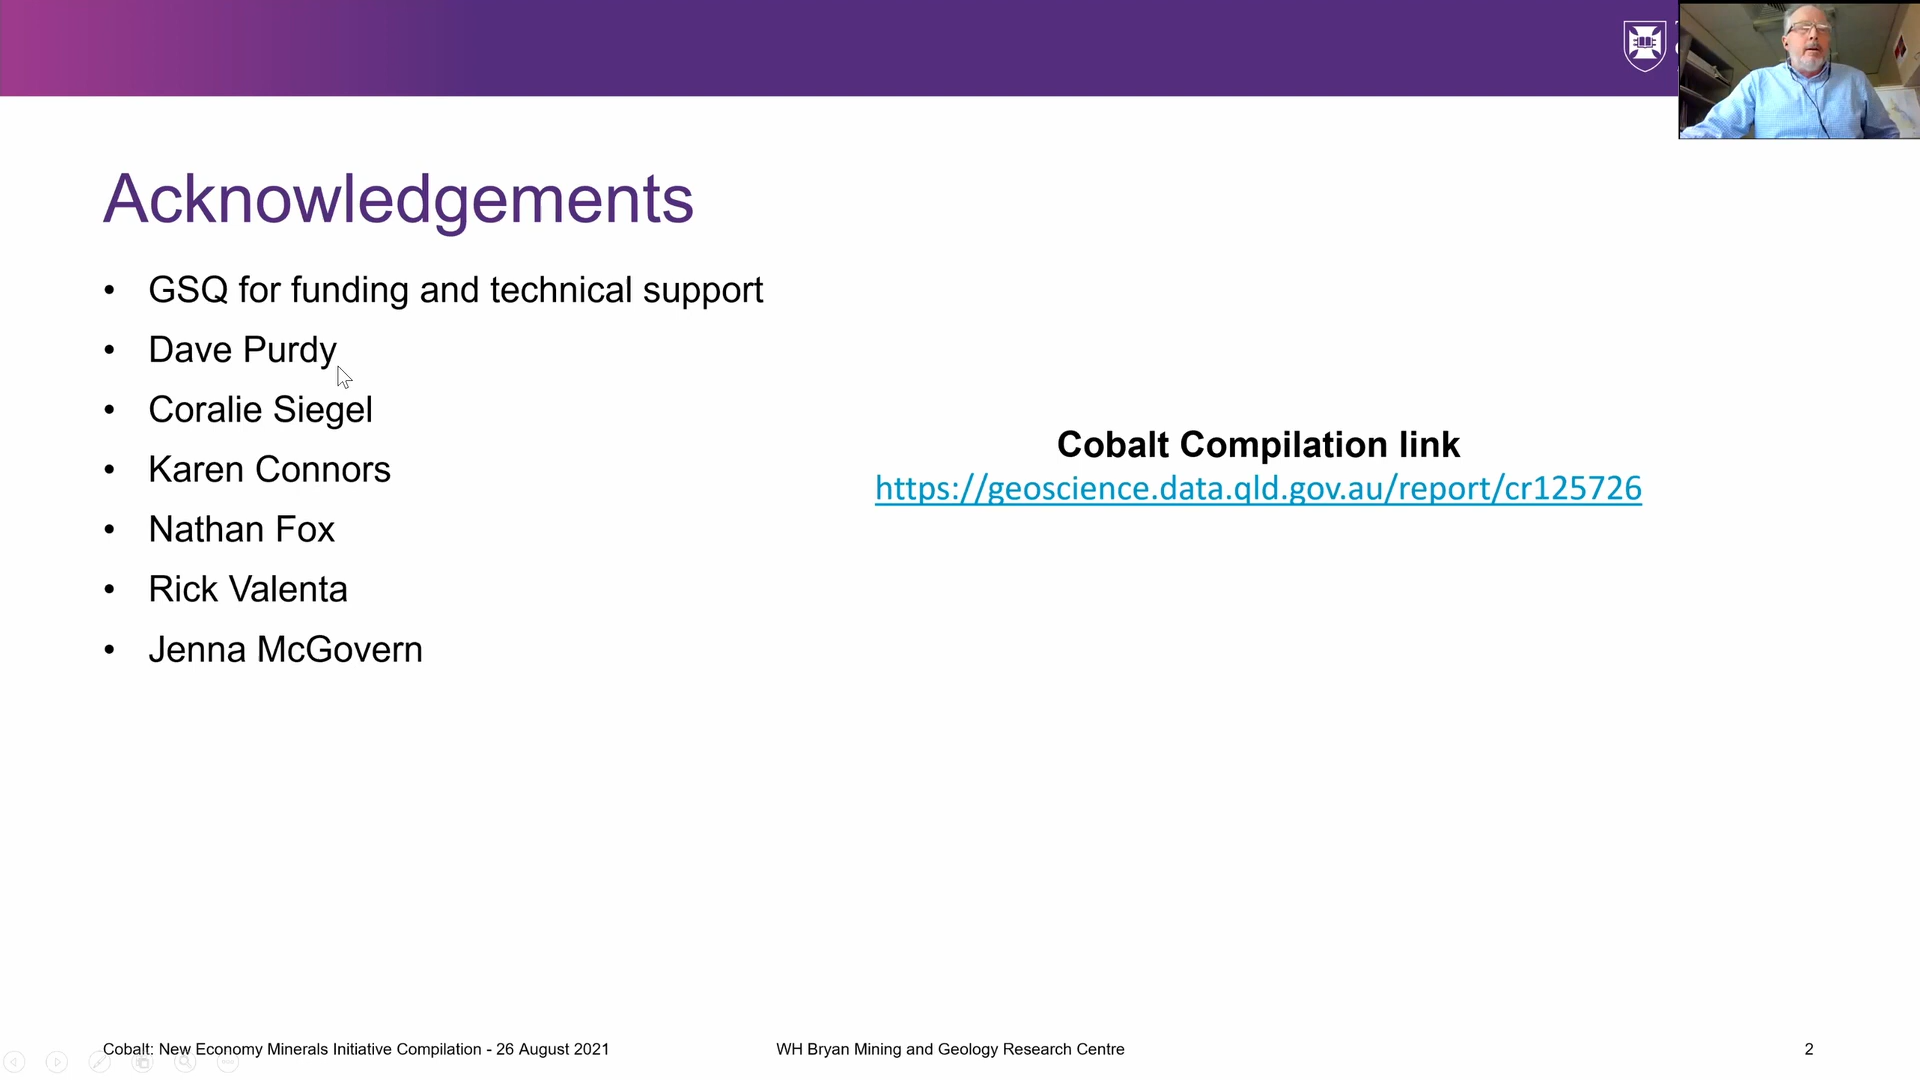 Acknowledgements
• GSQ for funding and technical support
• Dave Purdy
• Coralie Siegel
• Karen Connors
• Nathan Fox
• Rick Valenta
• Jenna McGovern
Cobalt Compilation link
https://geoscience.data.qld.gov.au/report/cr125726
Cobalt: New Economy Minerals Initiative Compilation - 26 August 2021
WH Bryan Mining and Geology Research Centre
2